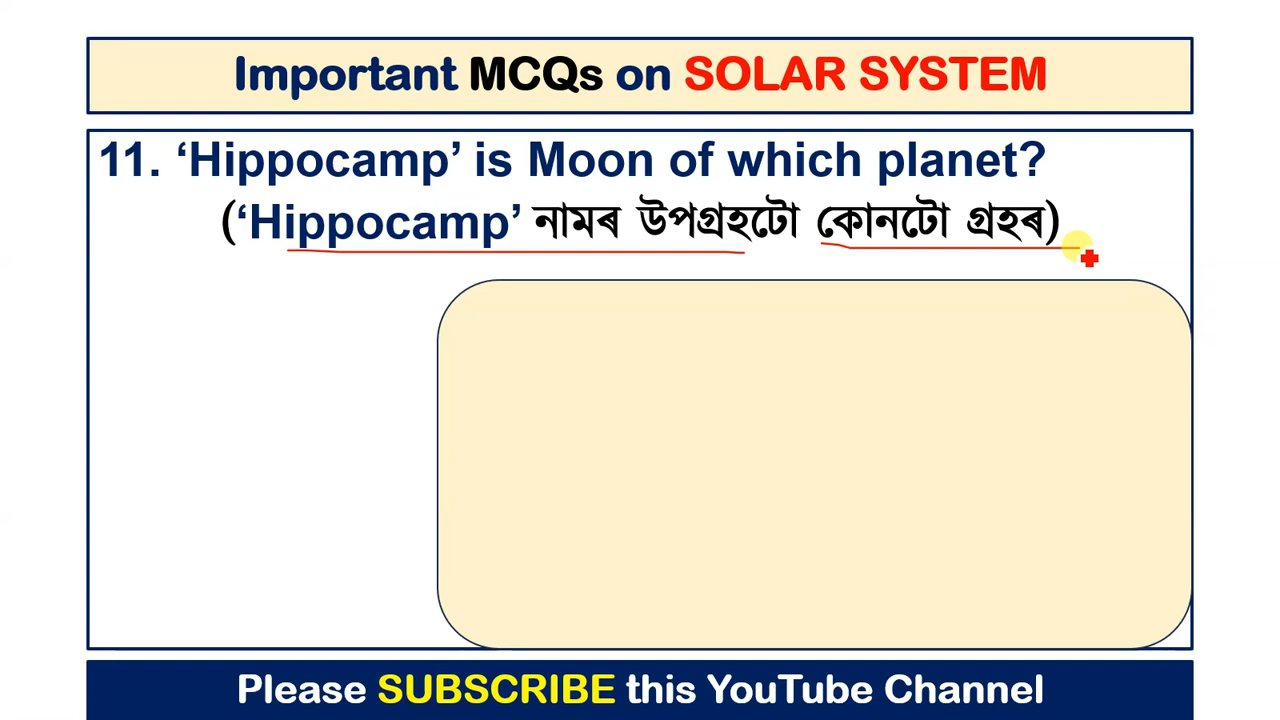 Important MCQs on SOLAR SYSTEM
11. ‘Hippocamp’ is Moon of which planet?
(‘Hippocamp’ নামৰ উপগ্ৰহটো কোনটো গ্ৰহৰ)
Please SUBSCRIBE this YouTube Channel